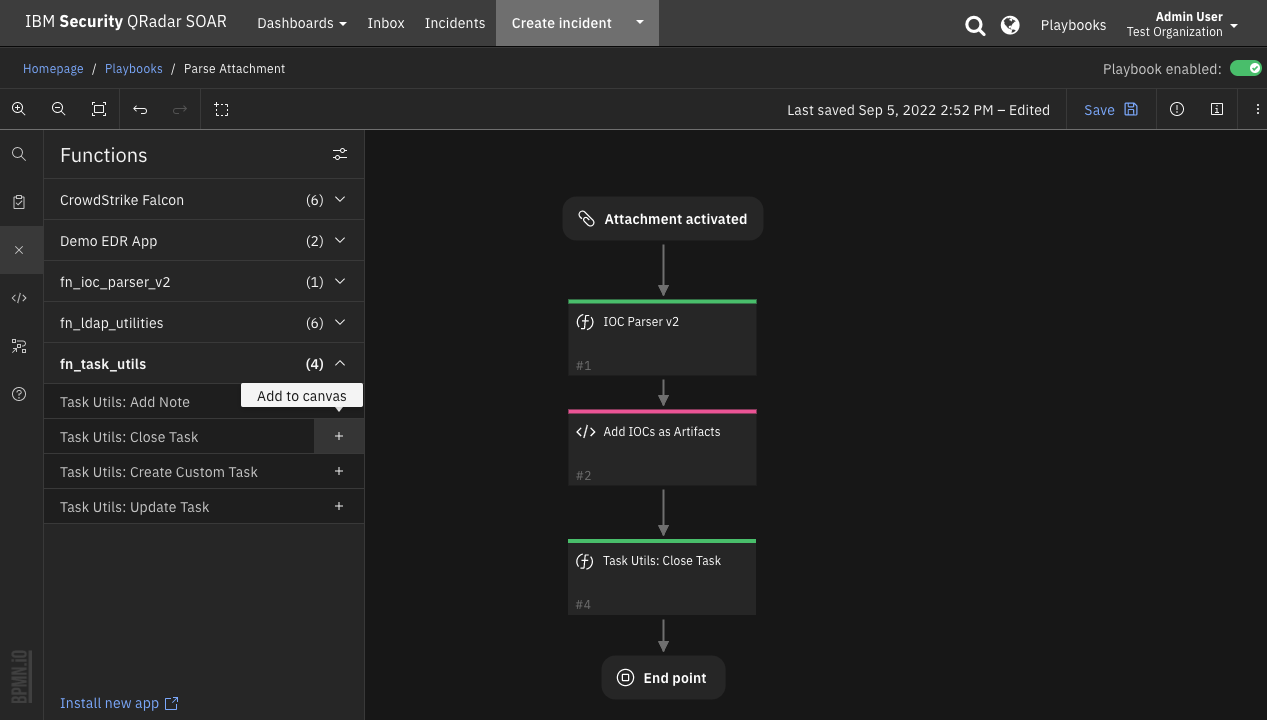 IBM Security QRadar SOAR
Dashboards
Inbox
Incidents
Create incident
Playbooks
Admin User
Test Organization
Homepage / Playbooks / Parse Attachment
Playbook enabled:
Last saved Sep 5, 2022 2:52 PM – Edited
Save
Functions
CrowdStrike Falcon (6)
Demo EDR App (2)
fn_ioc_parser_v2 (1)
fn_ldap_utilities (6)
fn_task_utils (4)
Add to canvas
Task Utils: Add Note
Task Utils: Close Task +
Task Utils: Create Custom Task +
Task Utils: Update Task +
Install new app
BPMN.iO
Attachment activated
IOC Parser v2
#1
</> Add IOCs as Artifacts
#2
Task Utils: Close Task
#4
End point